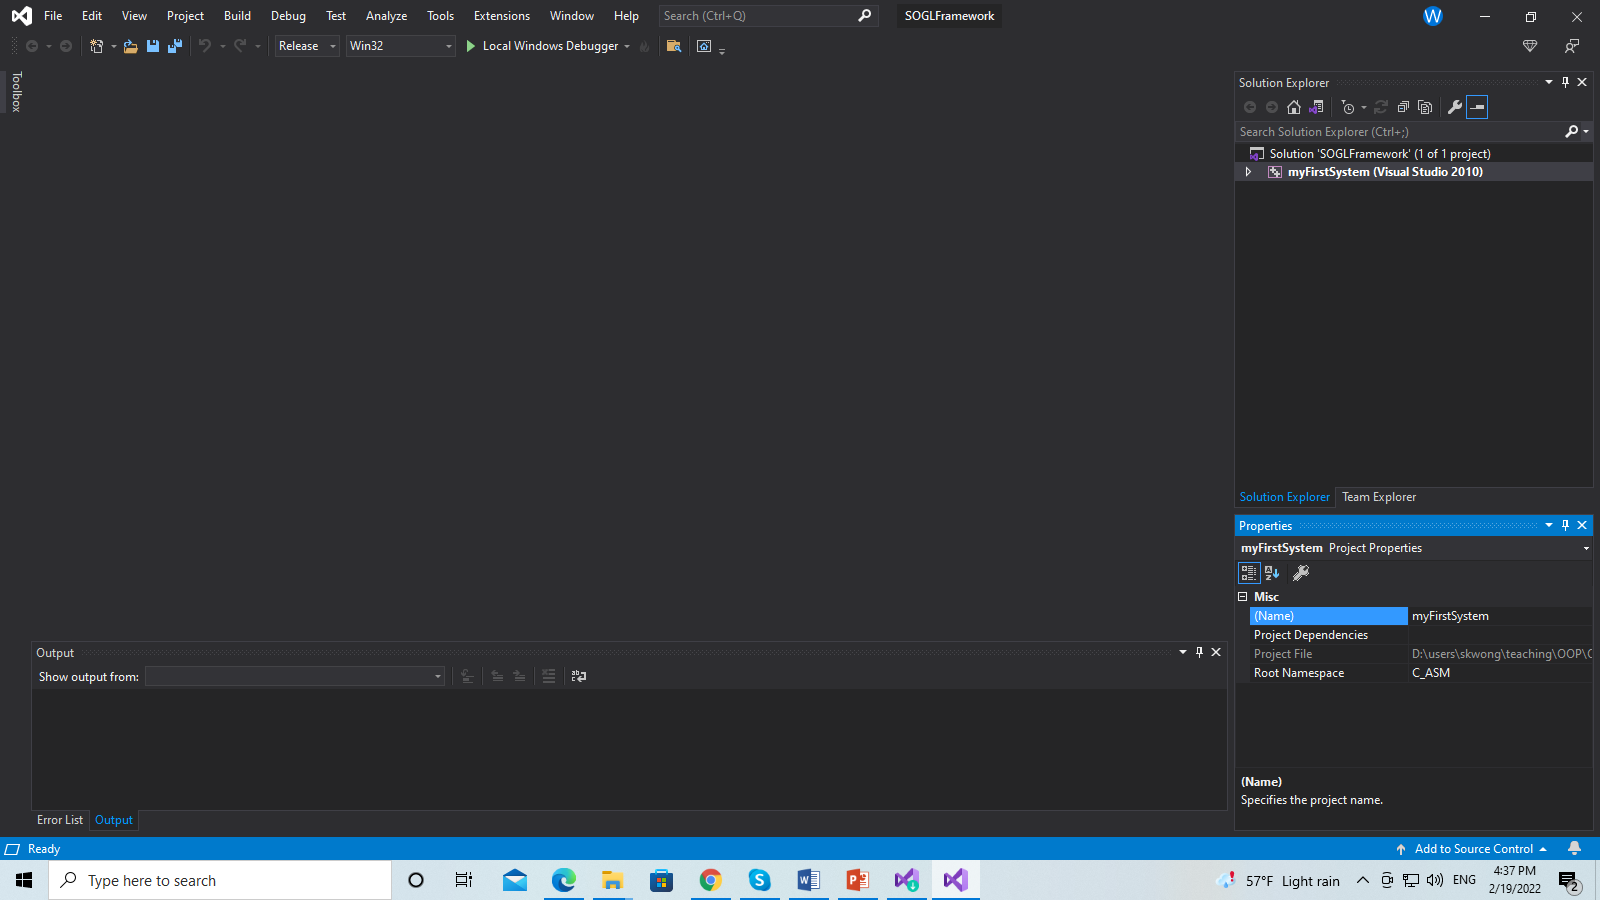 File Edit View Project Build Debug Test Analyze Tools Extensions Window Help Search (Ctrl+Q) SOGLFramework W
Release Win32 Local Windows Debugger
Toolbox
Solution Explorer
Search Solution Explorer (Ctrl+;)
Solution 'SOGLFramework' (1 of 1 project)
myFirstSystem (Visual Studio 2010)
Solution Explorer Team Explorer
Properties
myFirstSystem Project Properties
Misc
(Name) myFirstSystem
Project Dependencies
Project File D:\users\skwong\teaching\OOP\
Root Namespace C_ASM
(Name)
Specifies the project name.
Output
Show output from:
Error List Output
Ready Add to Source Control
Type here to search 57°F Light rain ENG 4:37 PM
2/19/2022 2